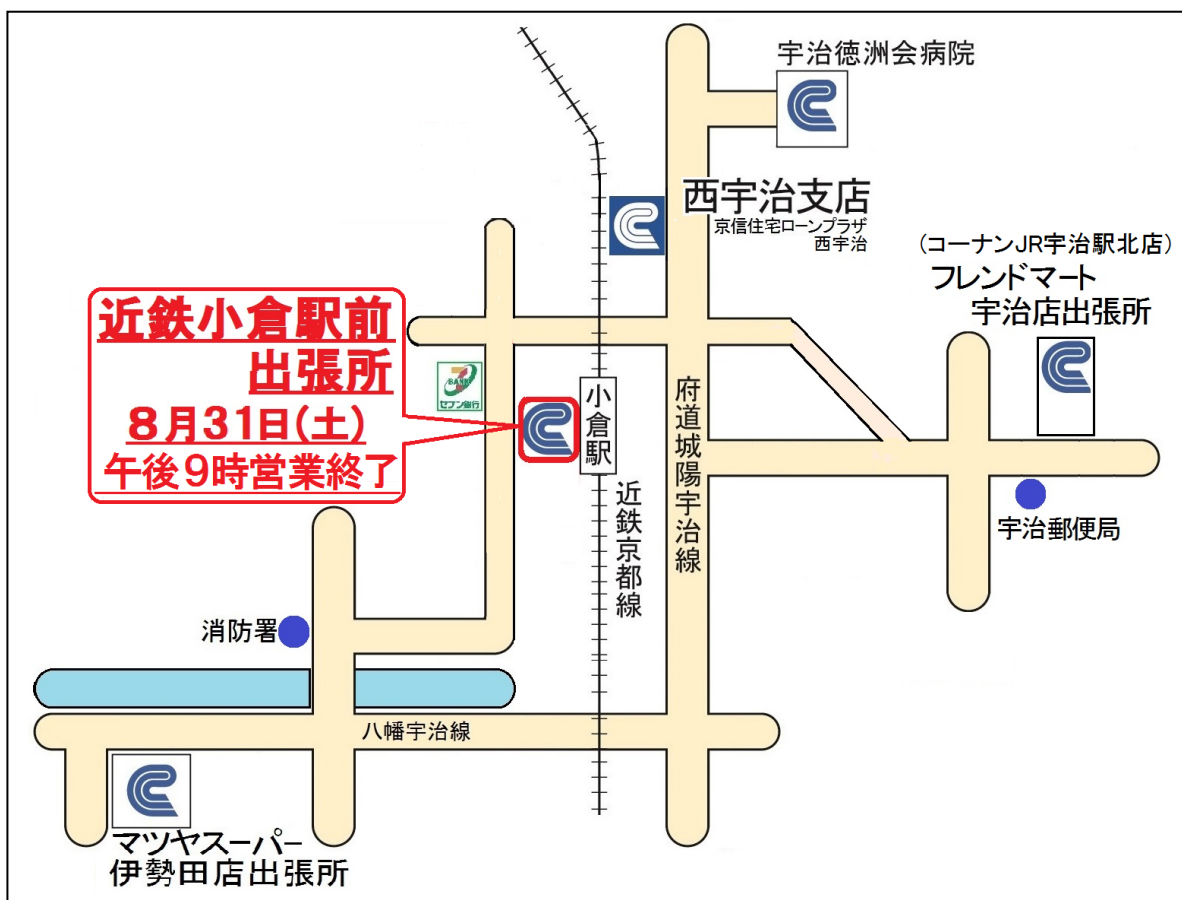 宇治徳洲会病院
西宇治支店
京信住宅ローンプラザ
西宇治
(コーナンJR宇治駅北店)
フレンドマート
宇治店出張所
近鉄小倉駅前
出張所
8月31日(土)
午後9時営業終了
7
BANK
セブン銀行
小倉駅
近鉄京都線
府道城陽宇治線
宇治郵便局
消防署
八幡宇治線
マツヤスーパー
伊勢田店出張所